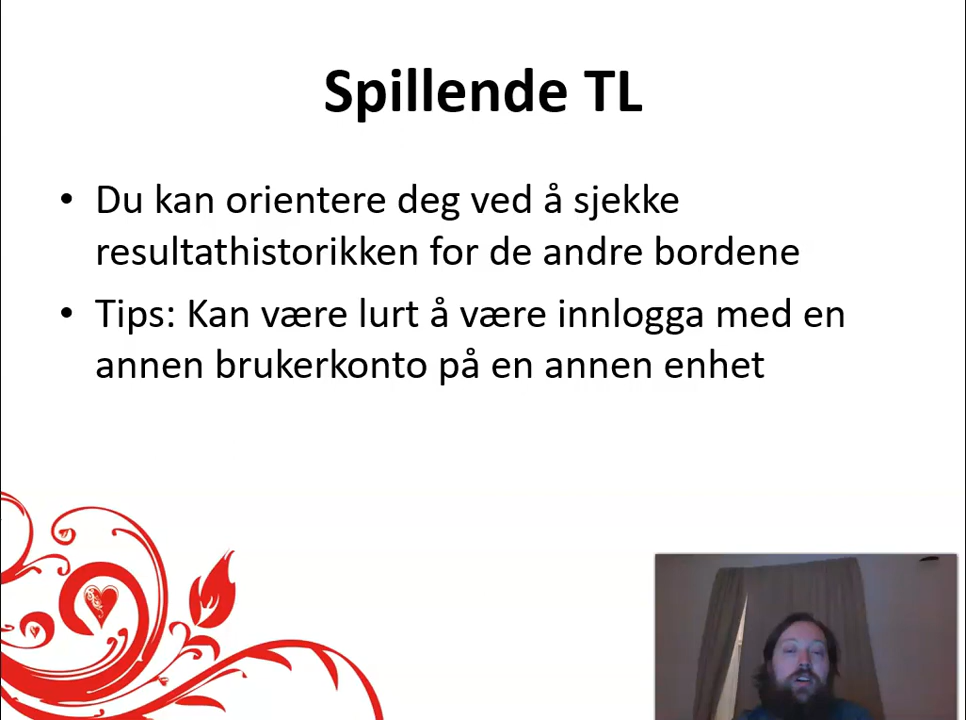 Spillende TL
• Du kan orientere deg ved å sjekke
resultathistorikken for de andre bordene
• Tips: Kan være lurt å være innlogga med en
annen brukerkonto på en annen enhet